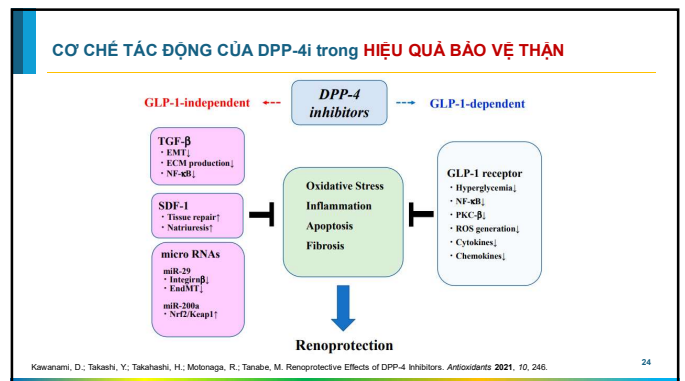 CƠ CHẾ TÁC ĐỘNG CỦA DPP-4i trong HIỆU QUẢ BẢO VỆ THẬN
DPP-4
inhibitors
GLP-1-independent
GLP-1-dependent
TGF-β
・EMT↓
・ECM production↓
・NF-κB↓
SDF-1
・Tissue repair↑
・Natriuresis↑
micro RNAs
miR-29
・Integirnβ↓
・EndMT↓
miR-200a
・Nrf2/Keap1↑
Oxidative Stress
Inflammation
Apoptosis
Fibrosis
GLP-1 receptor
・Hyperglycemia↓
・NF-κB↓
・PKC-β↓
・ROS generation↓
・Cytokines↓
・Chemokines↓
Renoprotection
Kawanami, D.; Takashi, Y.; Takahashi, H.; Motonaga, R.; Tanabe, M. Renoprotective Effects of DPP-4 Inhibitors. Antioxidants 2021, 10, 246.
24